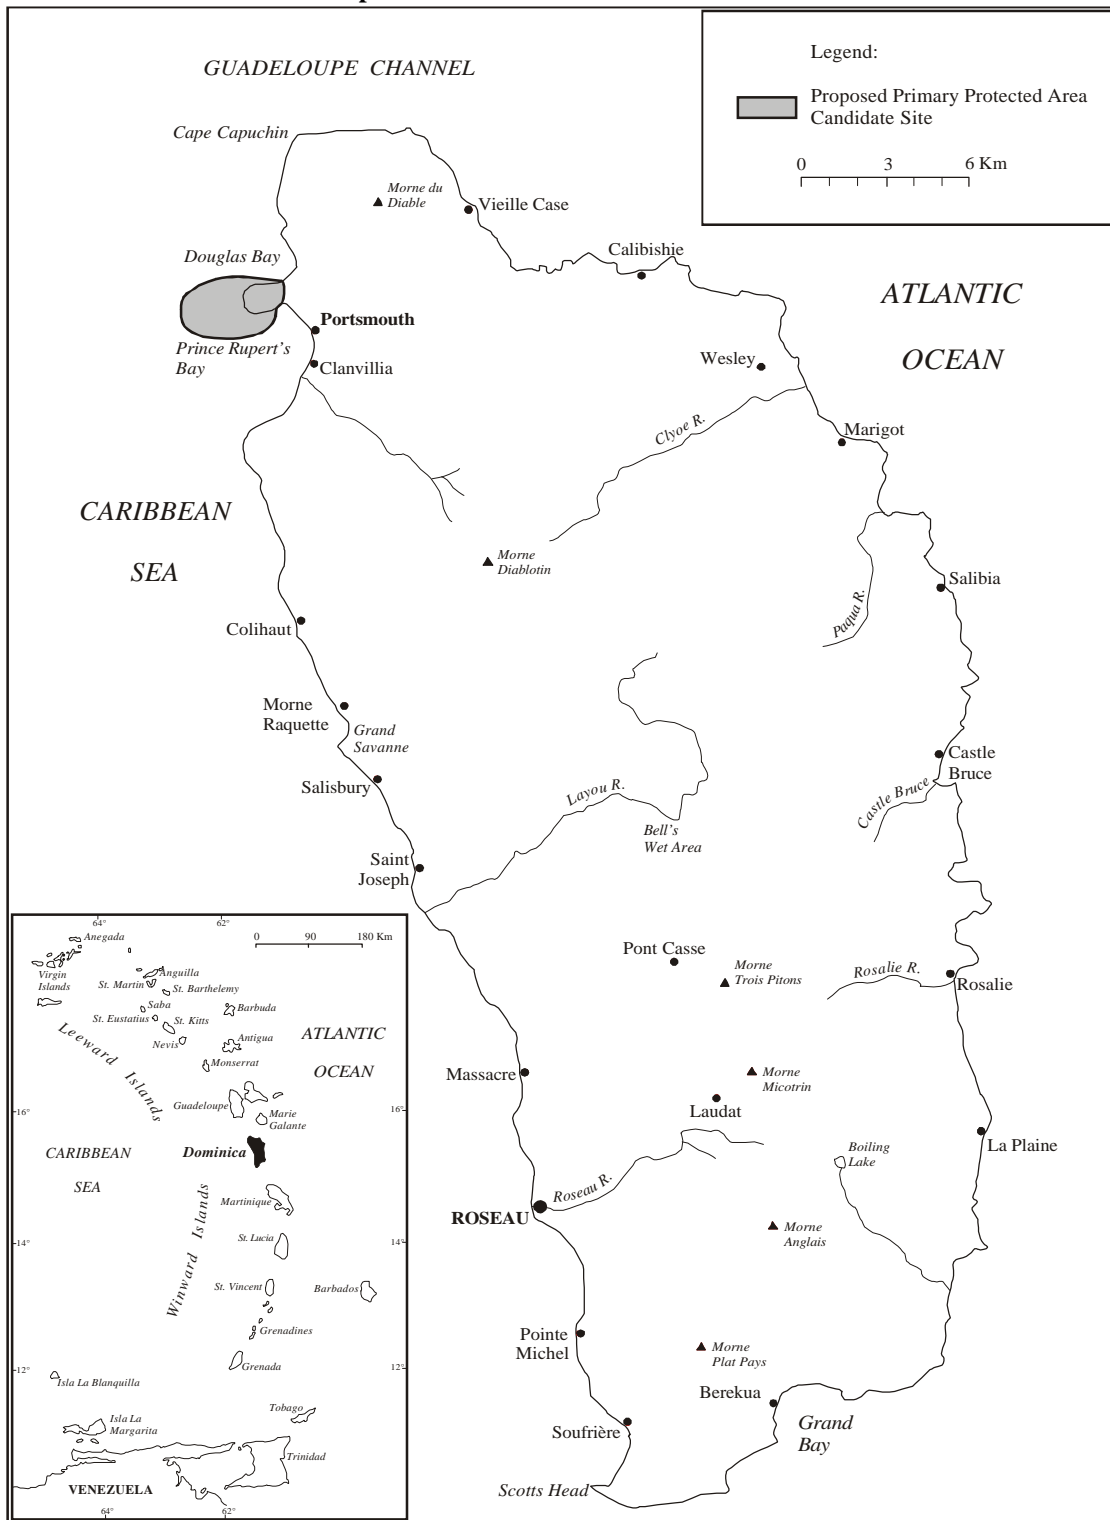 GUADELOUPE CHANNEL
Legend:
Proposed Primary Protected Area
Candidate Site
0 3 6 Km
Cape Capuchin
Morne du
Diable
Vieille Case
Douglas Bay
Calibishie
ATLANTIC
OCEAN
Portsmouth
Prince Rupert's
Bay
Clanvillia
Wesley
Clyoe R.
Marigot
CARIBBEAN
SEA
Morne
Diablotin
Salibia
Paqua R.
Colihaut
Morne
Raquette
Grand
Savanne
Salisbury
Castle
Bruce
Castle Bruce
Layou R.
Bell's
Wet Area
Saint
Joseph
Pont Casse
Morne
Trois Pitons
Rosalie R.
Rosalie
Massacre
Morne
Micotrin
Laudat
Boiling
Lake
La Plaine
Roseau R.
ROSEAU
Morne
Anglais
Pointe
Michel
Morne
Plat Pays
Berekua
Grand
Bay
Soufrière
Scotts Head
64° 62°
0 90 180 Km
Anegada
Virgin
Islands
Anguilla
St. Martin
St. Barthelemy
Saba
St. Eustatius
St. Kitts
Barbuda
Nevis
Antigua
ATLANTIC
OCEAN
Leeward Islands
Monserrat
Guadeloupe
16° 16°
Marie
Galante
CARIBBEAN
SEA
Dominica
Martinique
Winward Islands
St. Lucia
14° 14°
St. Vincent
Barbados
Grenadines
Grenada
12° 12°
Isla La Blanquilla
Tobago
Isla La
Margarita
Trinidad
VENEZUELA
64° 62°